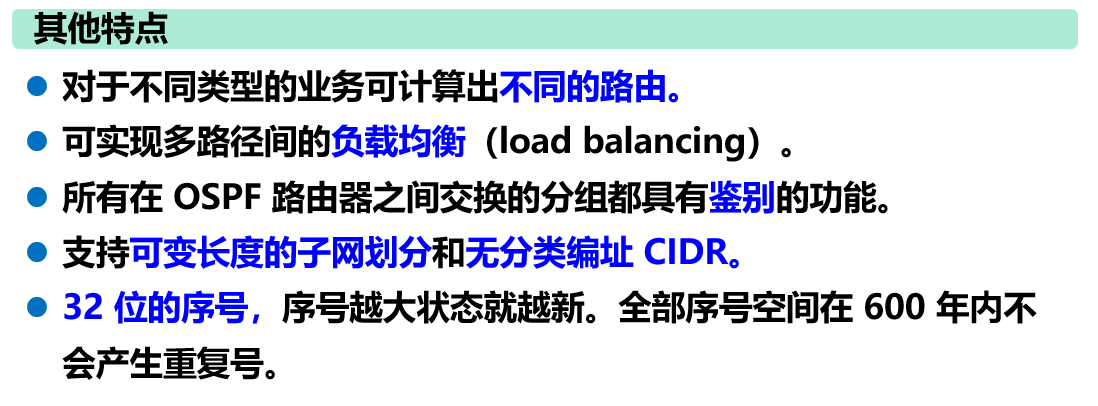 其他特点
对于不同类型的业务可计算出不同的路由。
可实现多路径间的负载均衡（load balancing）。
所有在 OSPF 路由器之间交换的分组都具有鉴别的功能。
支持可变长度的子网划分和无分类编址 CIDR。
32 位的序号，序号越大状态就越新。全部序号空间在 600 年内不
会产生重复号。